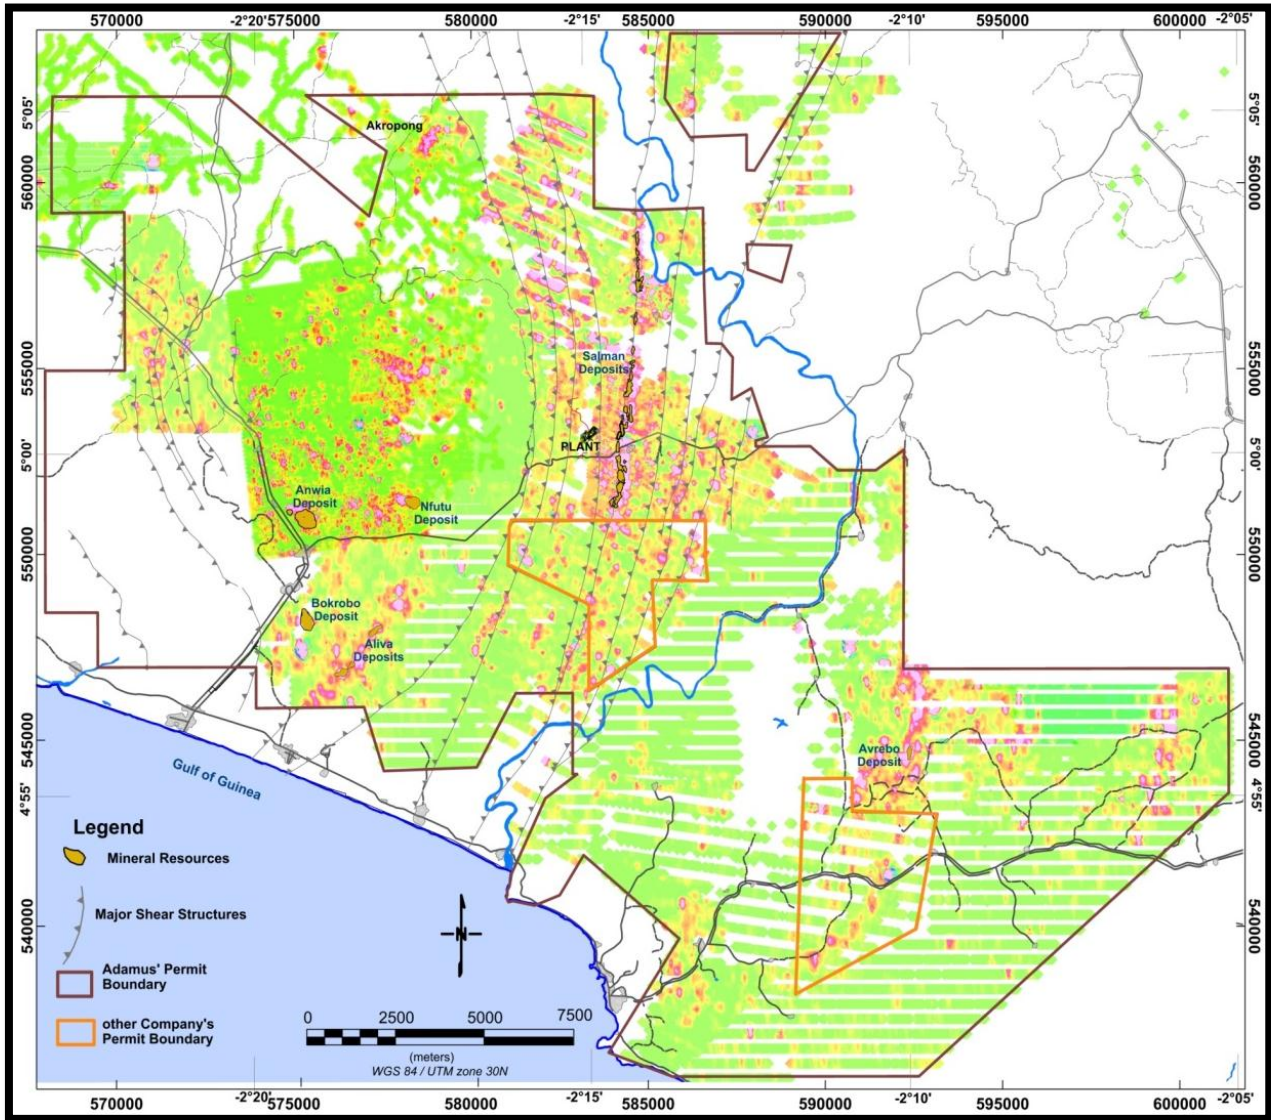 570000 -2°20' 575000 580000 -2°15' 585000 590000 -2°10' 595000 600000 -2°05'
5°05'
5°05'
Akropong
560000
560000
555000
555000
Salman
Deposits
PLANT
5°00'
5°00'
Anwia
Deposit
Nfutu
Deposit
550000
550000
Bokrobo
Deposit
Aliva
Deposits
545000
545000
Avrebo
Deposit
Gulf of Guinea
4°55'
4°55'
Legend
Mineral Resources
Major Shear Structures
Adamus' Permit
Boundary
other Company's
Permit Boundary
540000
540000
N
0 2500 5000 7500
(meters)
WGS 84 / UTM zone 30N
570000 -2°20' 575000 580000 -2°15' 585000 590000 -2°10' 595000 600000 -2°05'